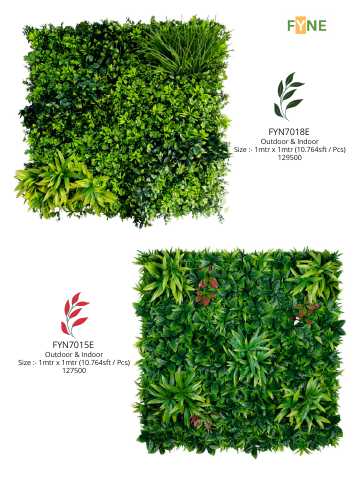 FYNE
FYN7018E
Outdoor & Indoor
Size :- 1mtr x 1mtr (10.764sft / Pcs)
129500
FYN7015E
Outdoor & Indoor
Size :- 1mtr x 1mtr (10.764sft / Pcs)
127500